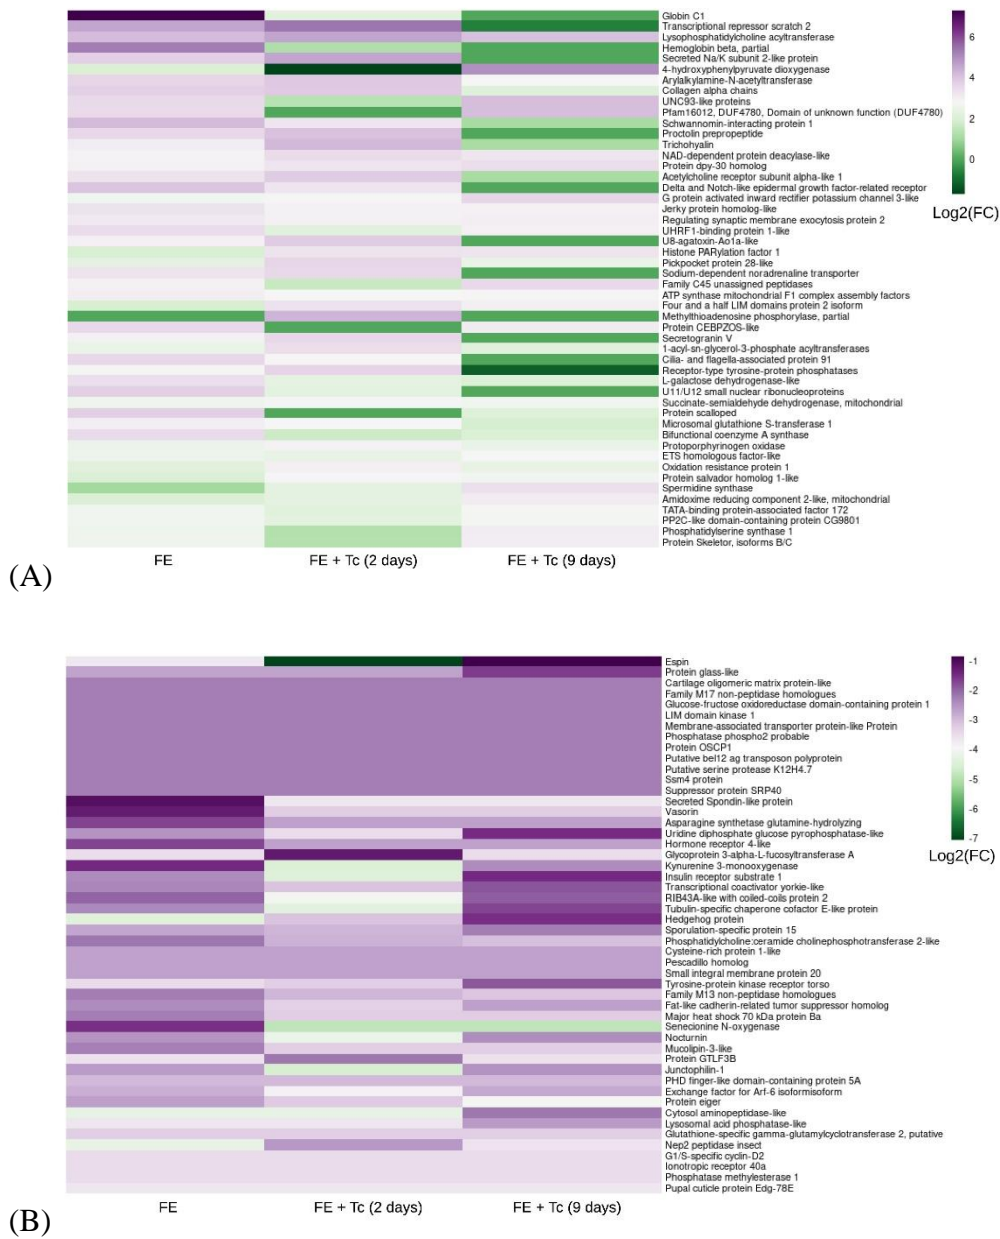 Globin C1
Transcriptional repressor scratch 2
Lysophosphatidylcholine acyltransferase
Hemoglobin beta, partial
Secreted Na/K subunit 2-like protein
4-hydroxyphenylpyruvate dioxygenase
Arylalkylamine-N-acetyltransferase
Collagen alpha chains
UNC93-like proteins
Pfam16012, DUF4780, Domain of unknown function (DUF4780)
Schwannomin-interacting protein 1
Proctolin prepropeptide
Trichohyalin
NAD-dependent protein deacylase-like
Protein dpy-30 homolog
Acetylcholine receptor subunit alpha-like 1
Delta and Notch-like epidermal growth factor-related receptor
G protein activated inward rectifier potassium channel 3-like
Jerky protein homolog-like
Regulating synaptic membrane exocytosis protein 2
UHRF1-binding protein 1-like
U8-agatoxin-Ao1a-like
Histone PARylation factor 1
Pickpocket protein 28-like
Sodium-dependent noradrenaline transporter
Family C45 unassigned peptidases
ATP synthase mitochondrial F1 complex assembly factors
Four and a half LIM domains protein 2 isoform
Methylthioadenosine phosphorylase, partial
Protein CEBPZOS-like
Secretogranin V
1-acyl-sn-glycerol-3-phosphate acyltransferases
Cilia- and flagella-associated protein 91
Receptor-type tyrosine-protein phosphatases
L-galactose dehydrogenase-like
U11/U12 small nuclear ribonucleoproteins
Succinate-semialdehyde dehydrogenase, mitochondrial
Protein scalloped
Microsomal glutathione S-transferase 1
Bifunctional coenzyme A synthase
Protoporphyrinogen oxidase
ETS homologous factor-like
Oxidation resistance protein 1
Protein salvador homolog 1-like
Spermidine synthase
Amidoxime reducing component 2-like, mitochondrial
TATA-binding protein-associated factor 172
PP2C-like domain-containing protein CG9801
Phosphatidylserine synthase 1
Protein Skeletor, isoforms B/C
6
4
2
0
Log2(FC)
FE
FE + Tc (2 days)
FE + Tc (9 days)
(A)
Espin
Protein glass-like
Cartilage oligomeric matrix protein-like
Family M17 non-peptidase homologues
Glucose-fructose oxidoreductase domain-containing protein 1
LIM domain kinase 1
Membrane-associated transporter protein-like Protein
Phosphatase phospho2 probable
Protein OSCP1
Putative bel12 ag transposon polyprotein
Putative serine protease K12H4.7
Ssm4 protein
Suppressor protein SRP40
Secreted Spondin-like protein
Vasorin
Asparagine synthetase glutamine-hydrolyzing
Uridine diphosphate glucose pyrophosphatase-like
Hormone receptor 4-like
Glycoprotein 3-alpha-L-fucosyltransferase A
Kynurenine 3-monooxygenase
Insulin receptor substrate 1
Transcriptional coactivator yorkie-like
RIB43A-like with coiled-coils protein 2
Tubulin-specific chaperone cofactor E-like protein
Hedgehog protein
Sporulation-specific protein 15
Phosphatidylcholine:ceramide cholinephosphotransferase 2-like
Cysteine-rich protein 1-like
Pescadillo homolog
Small integral membrane protein 20
Tyrosine-protein kinase receptor torso
Family M13 non-peptidase homologues
Fat-like cadherin-related tumor suppressor homolog
Major heat shock 70 kDa protein Ba
Senecionine N-oxygenase
Nocturnin
Mucolipin-3-like
Protein GTLF3B
Junctophilin-1
PHD finger-like domain-containing protein 5A
Exchange factor for Arf-6 isoformisoform
Protein eiger
Cytosol aminopeptidase-like
Lysosomal acid phosphatase-like
Glutathione-specific gamma-glutamylcyclotransferase 2, putative
Nep2 peptidase insect
G1/S-specific cyclin-D2
Ionotropic receptor 40a
Phosphatase methylesterase 1
Pupal cuticle protein Edg-78E
-1
-2
-3
-4
-5
-6
-7
Log2(FC)
FE
FE + Tc (2 days)
FE + Tc (9 days)
(B)